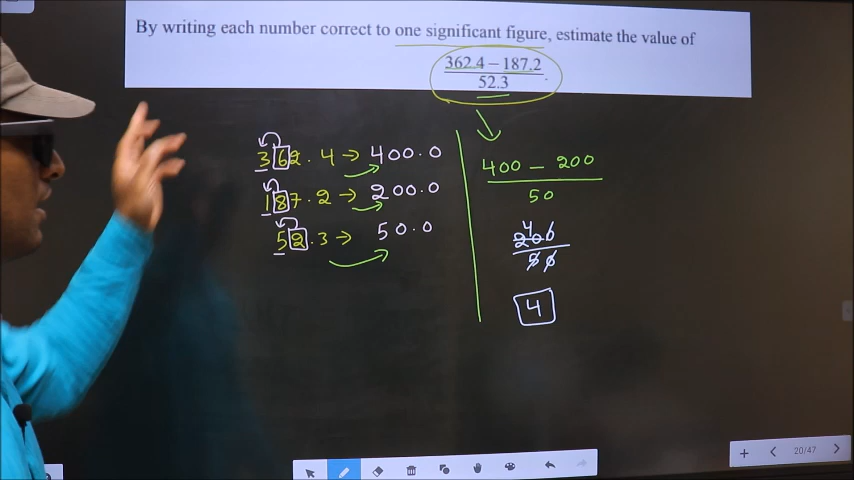 By writing each number correct to one significant figure, estimate the value of
362.4 – 187.2
52.3 .
362.4 → 400.0
187.2 → 200.0
52.3 → 50.0
400 – 200
50
4
200
50
4
20/47